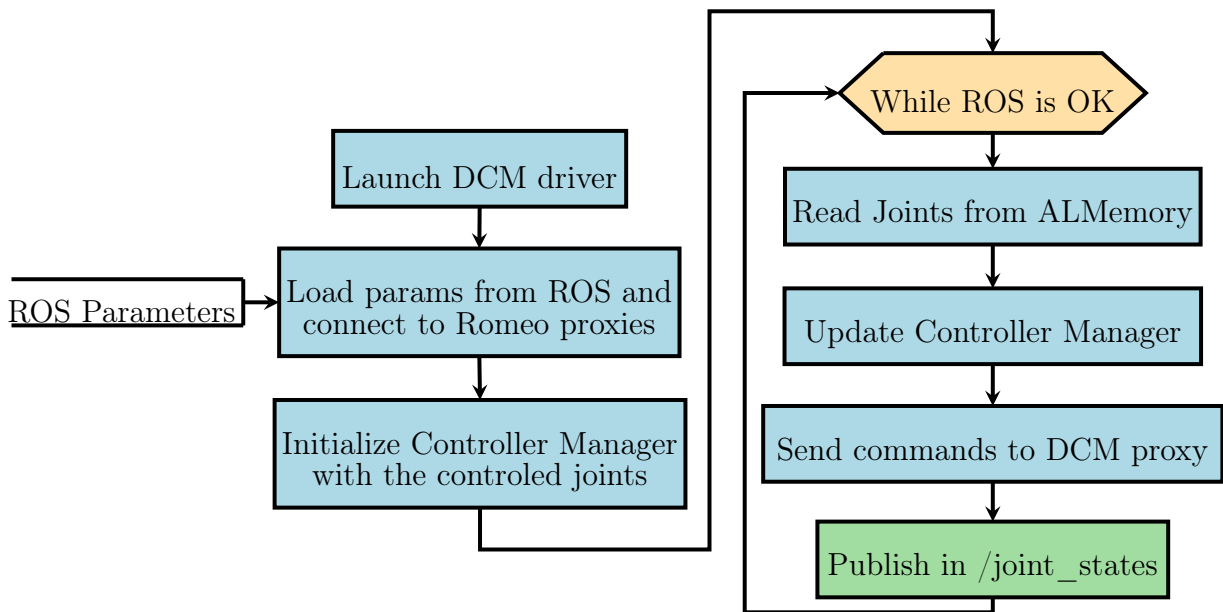 Launch DCM driver
ROS Parameters
Load params from ROS and
connect to Romeo proxies
Initialize Controller Manager
with the controled joints
While ROS is OK
Read Joints from ALMemory
Update Controller Manager
Send commands to DCM proxy
Publish in /joint_states